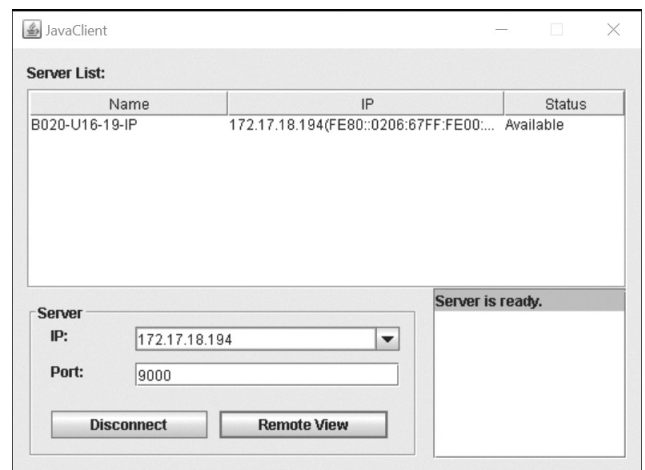 JavaClient
Server List:
Name IP Status
B020-U16-19-IP 172.17.18.194(FE80::0206:67FF:FE00:... Available
Server is ready.
Server
IP: 172.17.18.194
Port: 9000
Disconnect Remote View